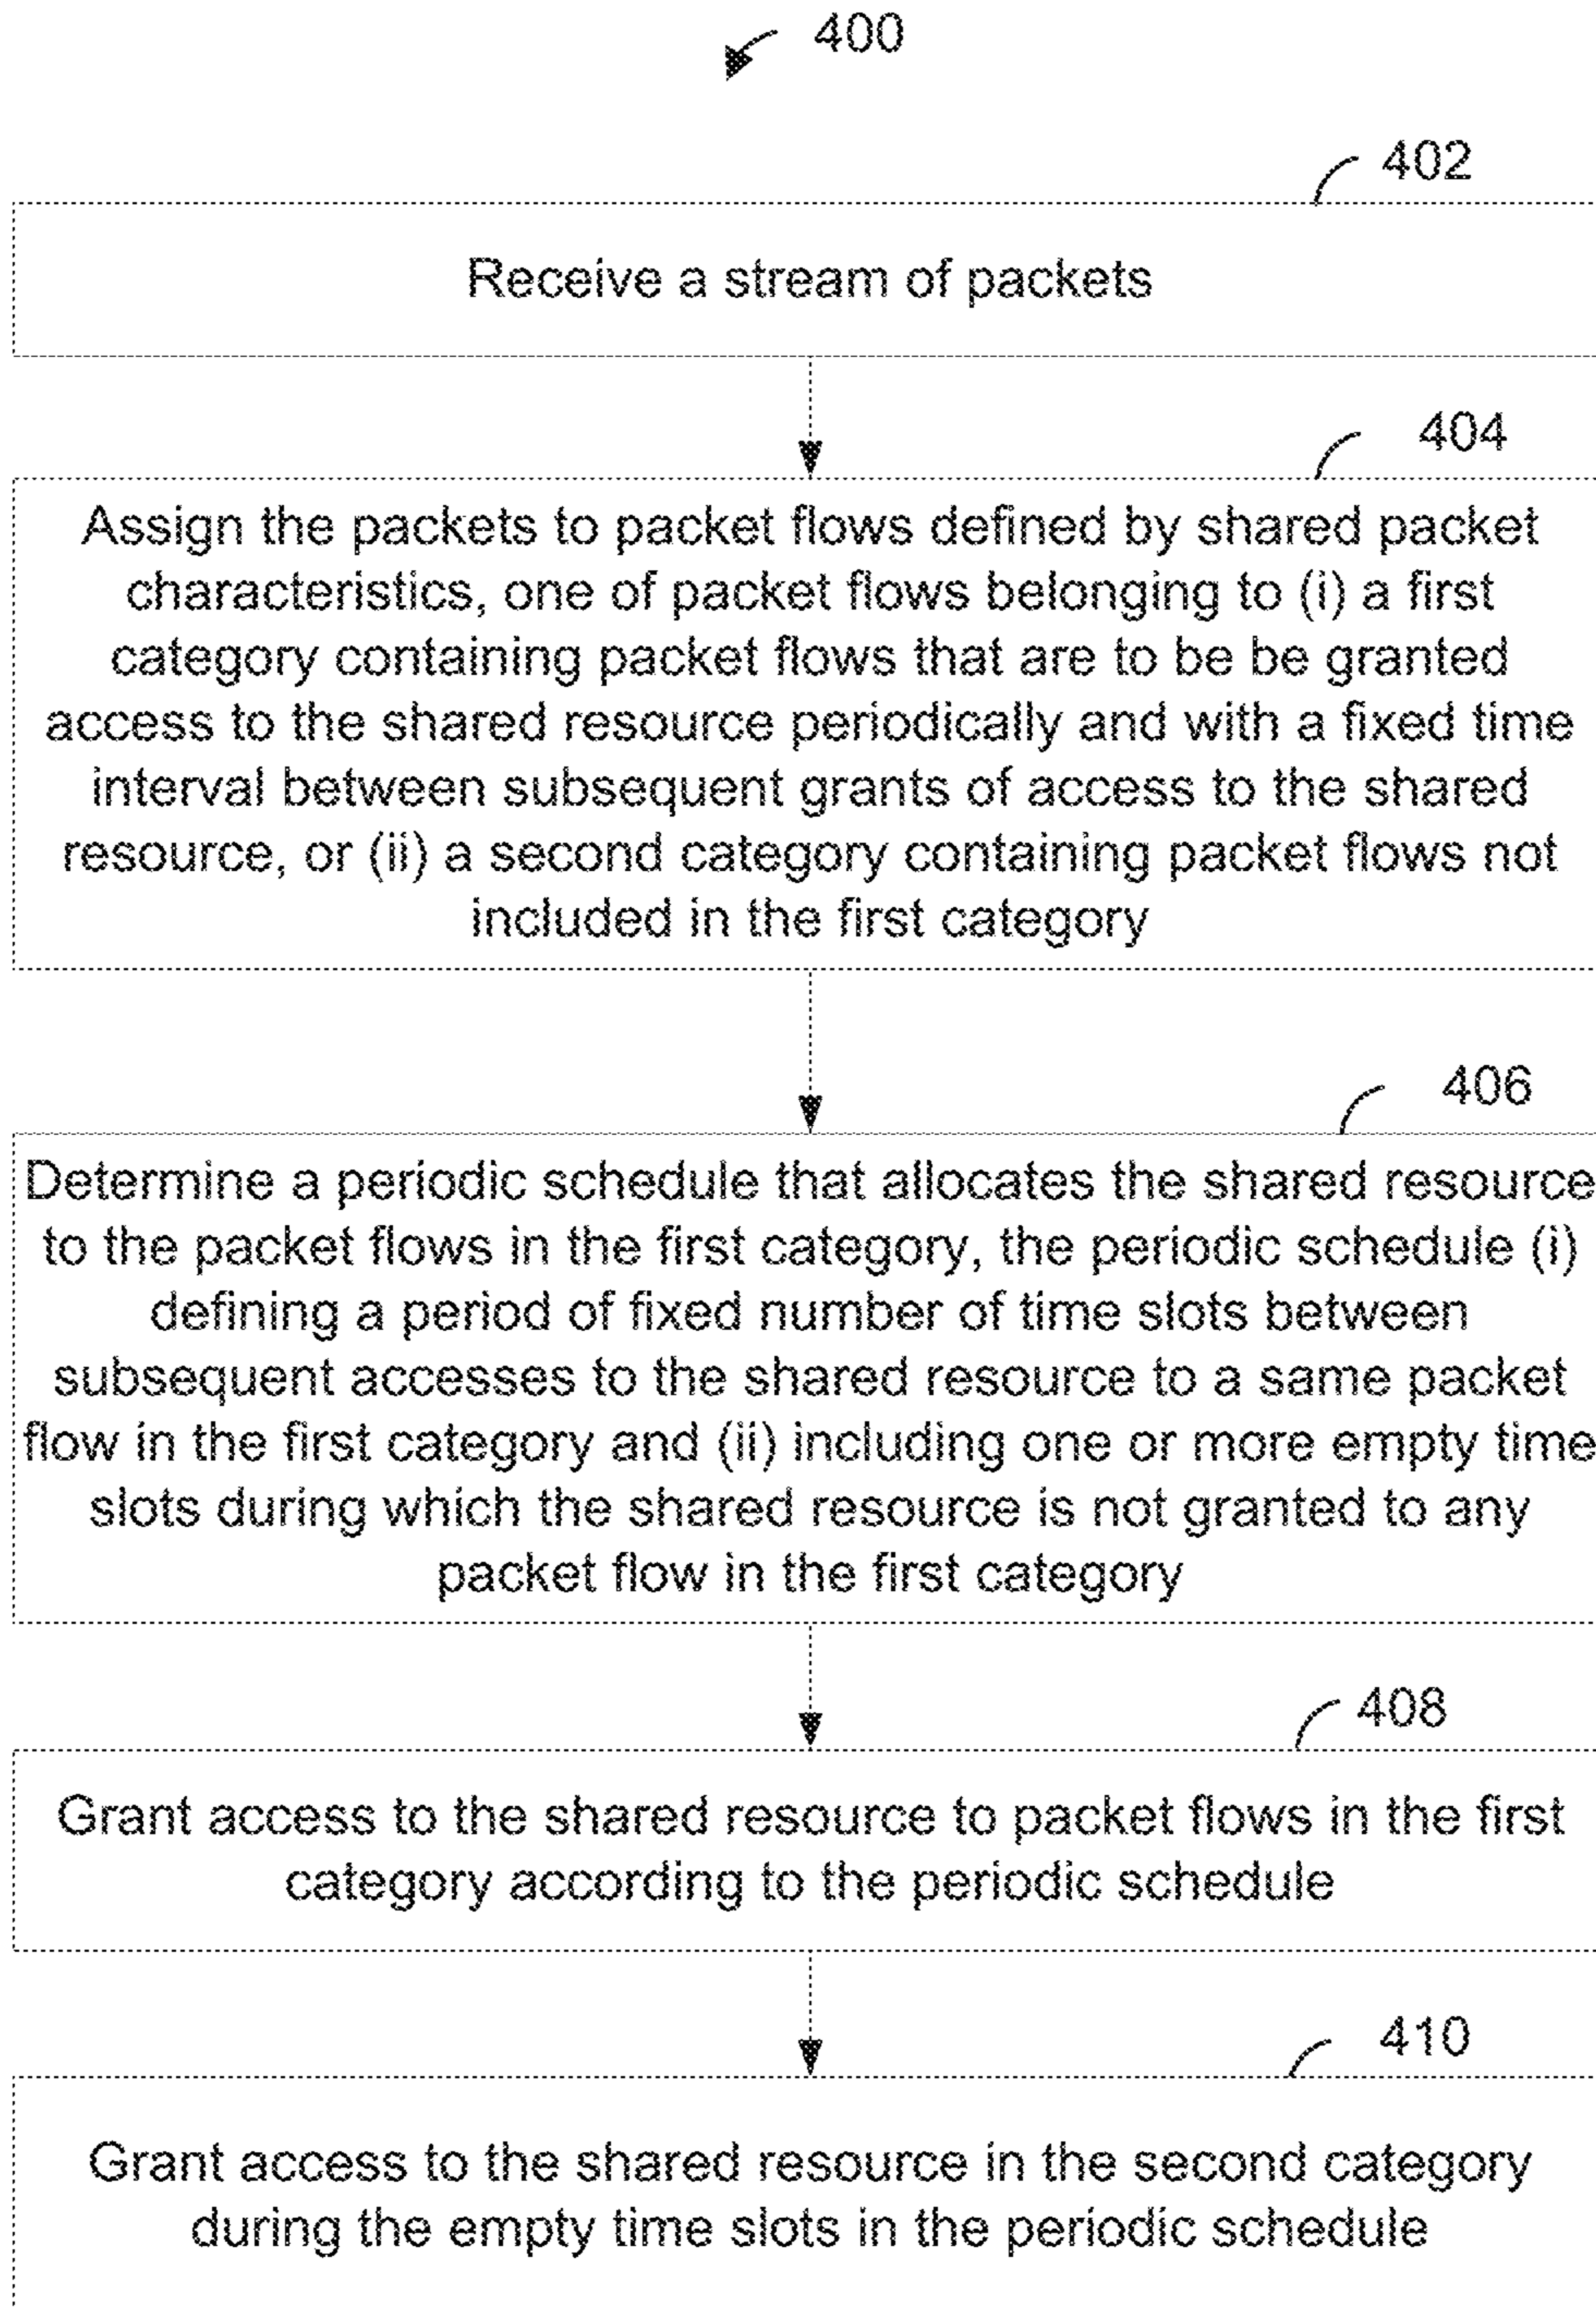 400
402
Receive a stream of packets
404
Assign the packets to packet flows defined by shared packet
characteristics, one of packet flows belonging to (i) a first
category containing packet flows that are to be be granted
access to the shared resource periodically and with a fixed time
interval between subsequent grants of access to the shared
resource, or (ii) a second category containing packet flows not
included in the first category
406
Determine a periodic schedule that allocates the shared resource
to the packet flows in the first category, the periodic schedule (i)
defining a period of fixed number of time slots between
subsequent accesses to the shared resource to a same packet
flow in the first category and (ii) including one or more empty time
slots during which the shared resource is not granted to any
packet flow in the first category
408
Grant access to the shared resource to packet flows in the first
category according to the periodic schedule
410
Grant access to the shared resource in the second category
during the empty time slots in the periodic schedule